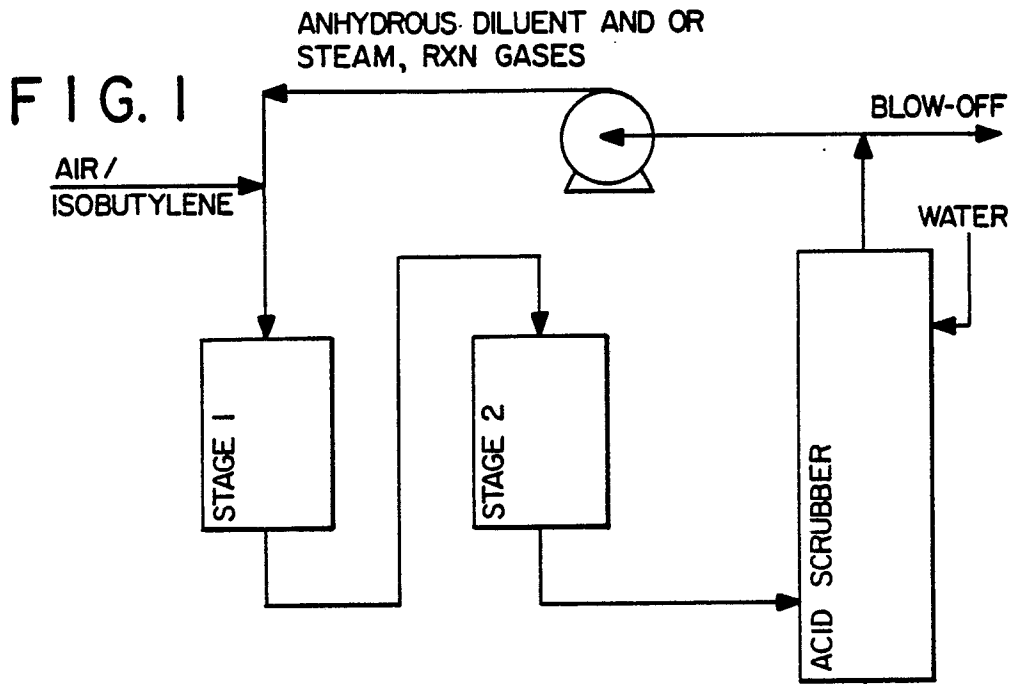 ANHYDROUS DILUENT AND OR
STEAM, RXN GASES
FIG. 1
BLOW-OFF
AIR/
ISOBUTYLENE
WATER
STAGE 1
STAGE 2
ACID SCRUBBER